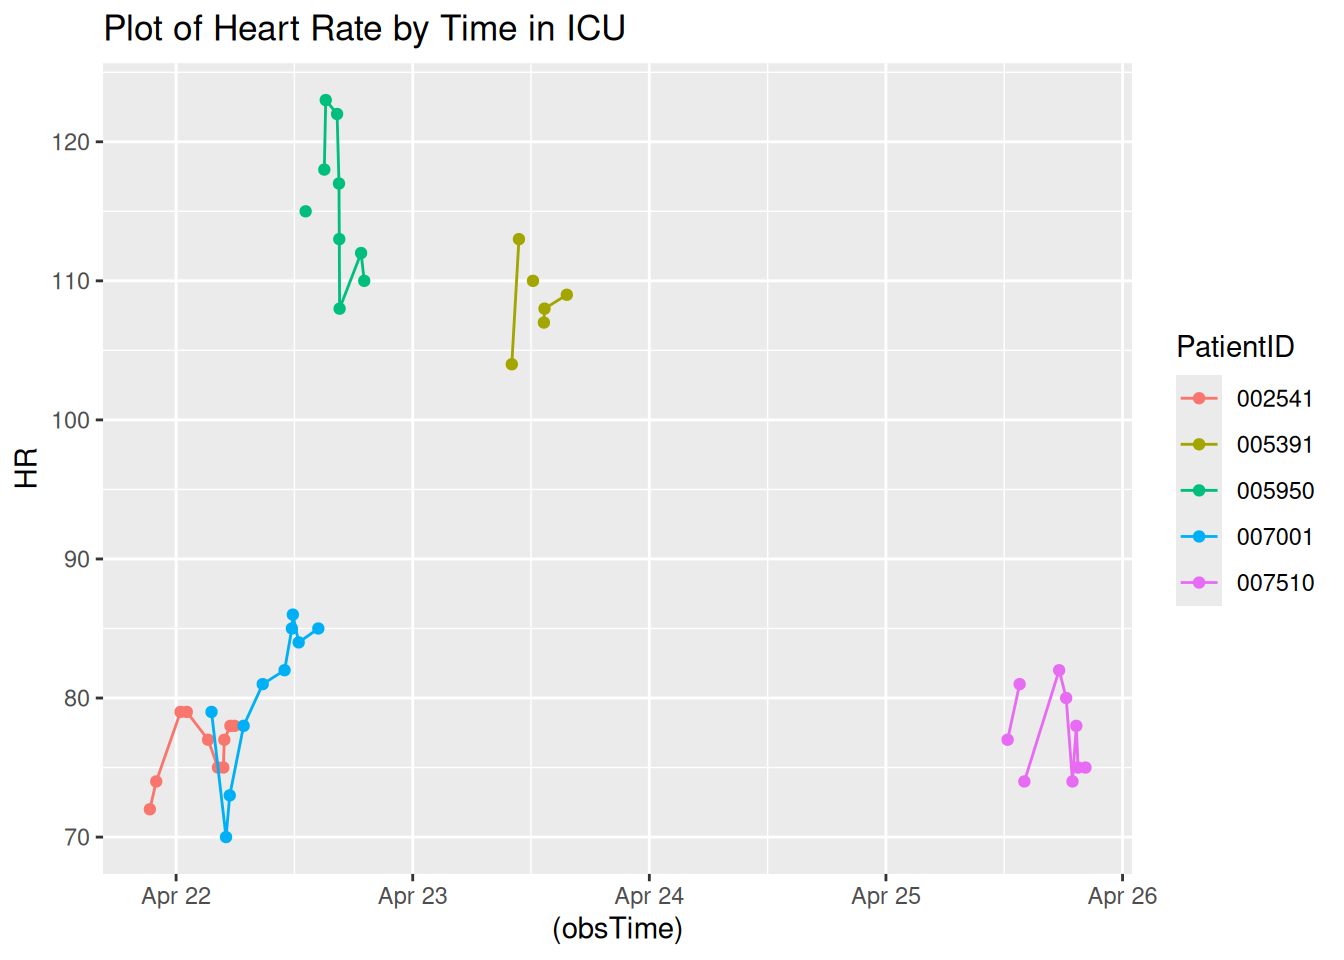 Plot of Heart Rate by Time in ICU
HR
120
110
100
90
80
70
Apr 22
Apr 23
Apr 24
Apr 25
Apr 26
(obsTime)
PatientID
002541
005391
005950
007001
007510